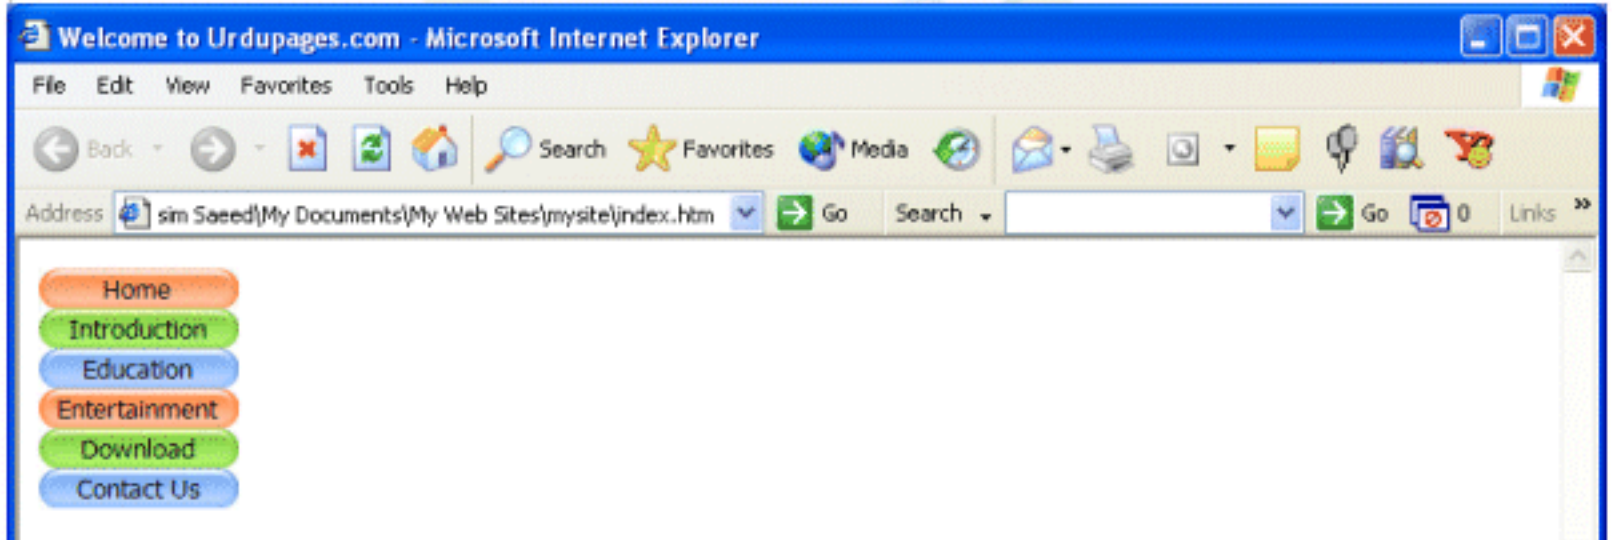 Welcome to Urdupages.com - Microsoft Internet Explorer
File Edit View Favorites Tools Help
Back Search Favorites Media
Address sim Saeed\My Documents\My Web Sites\mysite\index.htm Go Search Go 0 Links »
Home
Introduction
Education
Entertainment
Download
Contact Us